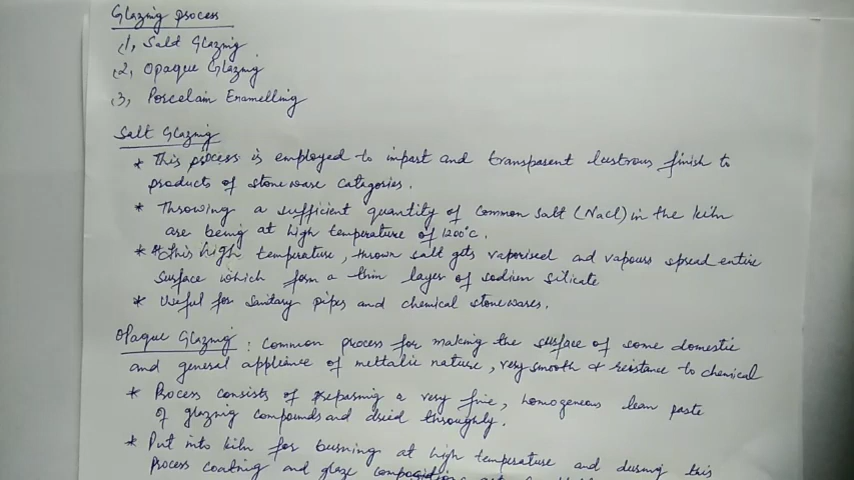 Glazing process
(1, Salt Glazing
(2, Opaque Glazing
(3, Porcelain Enamelling
Salt Glazing
* This process is employed to impart and transparent lustrous finish to
products of stoneware categories.
* Throwing a sufficient quantity of common salt (NaCl) in the kiln
are being at high temperature of 1200°c.
* At this high temperature, thrown salt gets vaporised and vapours spread entire
surface which form a thin layer of sodium silicate
* Useful for sanitary pipes and chemical stonewares.
Opaque Glazing : Common process for making the surface of some domestic
and general applience of mettalic nature, very smooth & resistance to chemical
* Process consists of preparing a very fine, homogeneous lean paste
of glazing compounds and dried throughly.
* Put into kiln for burning at high temperature and during this
process coating and glaze